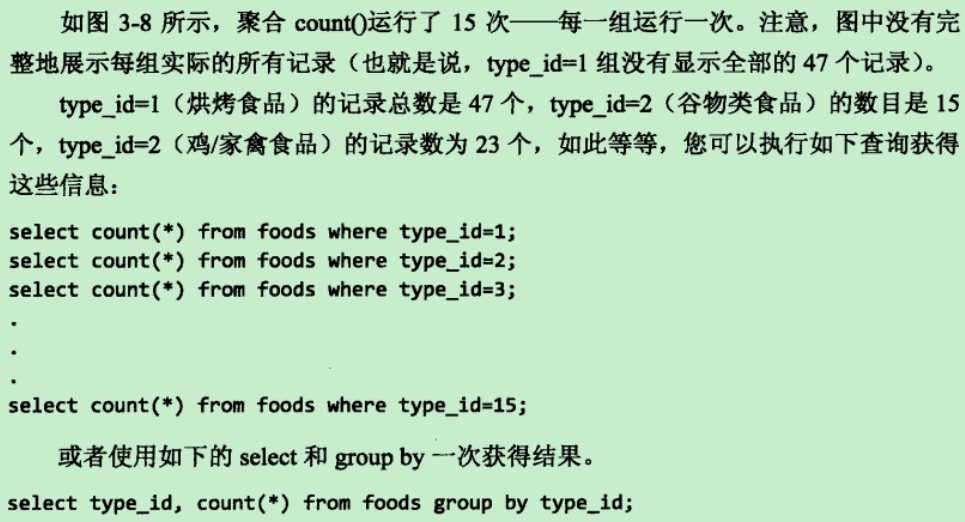 如图 3-8 所示，聚合 count()运行了 15 次——每一组运行一次。注意，图中没有完
整地展示每组实际的所有记录（也就是说，type_id=1 组没有显示全部的 47 个记录）。
type_id=1（烘烤食品）的记录总数是 47 个，type_id=2（谷物类食品）的数目是 15
个，type_id=2（鸡/家禽食品）的记录数为 23 个，如此等等，您可以执行如下查询获得
这些信息：
select count(*) from foods where type_id=1;
select count(*) from foods where type_id=2;
select count(*) from foods where type_id=3;
.
.
.
select count(*) from foods where type_id=15;
或者使用如下的 select 和 group by 一次获得结果。
select type_id, count(*) from foods group by type_id;